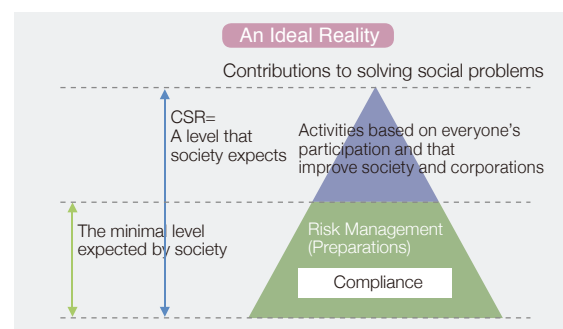 An Ideal Reality
Contributions to solving social problems
CSR=
A level that
society expects
Activities based on everyone's
participation and that
improve society and corporations
The minimal level
expected by society
Risk Management
(Preparations)
Compliance